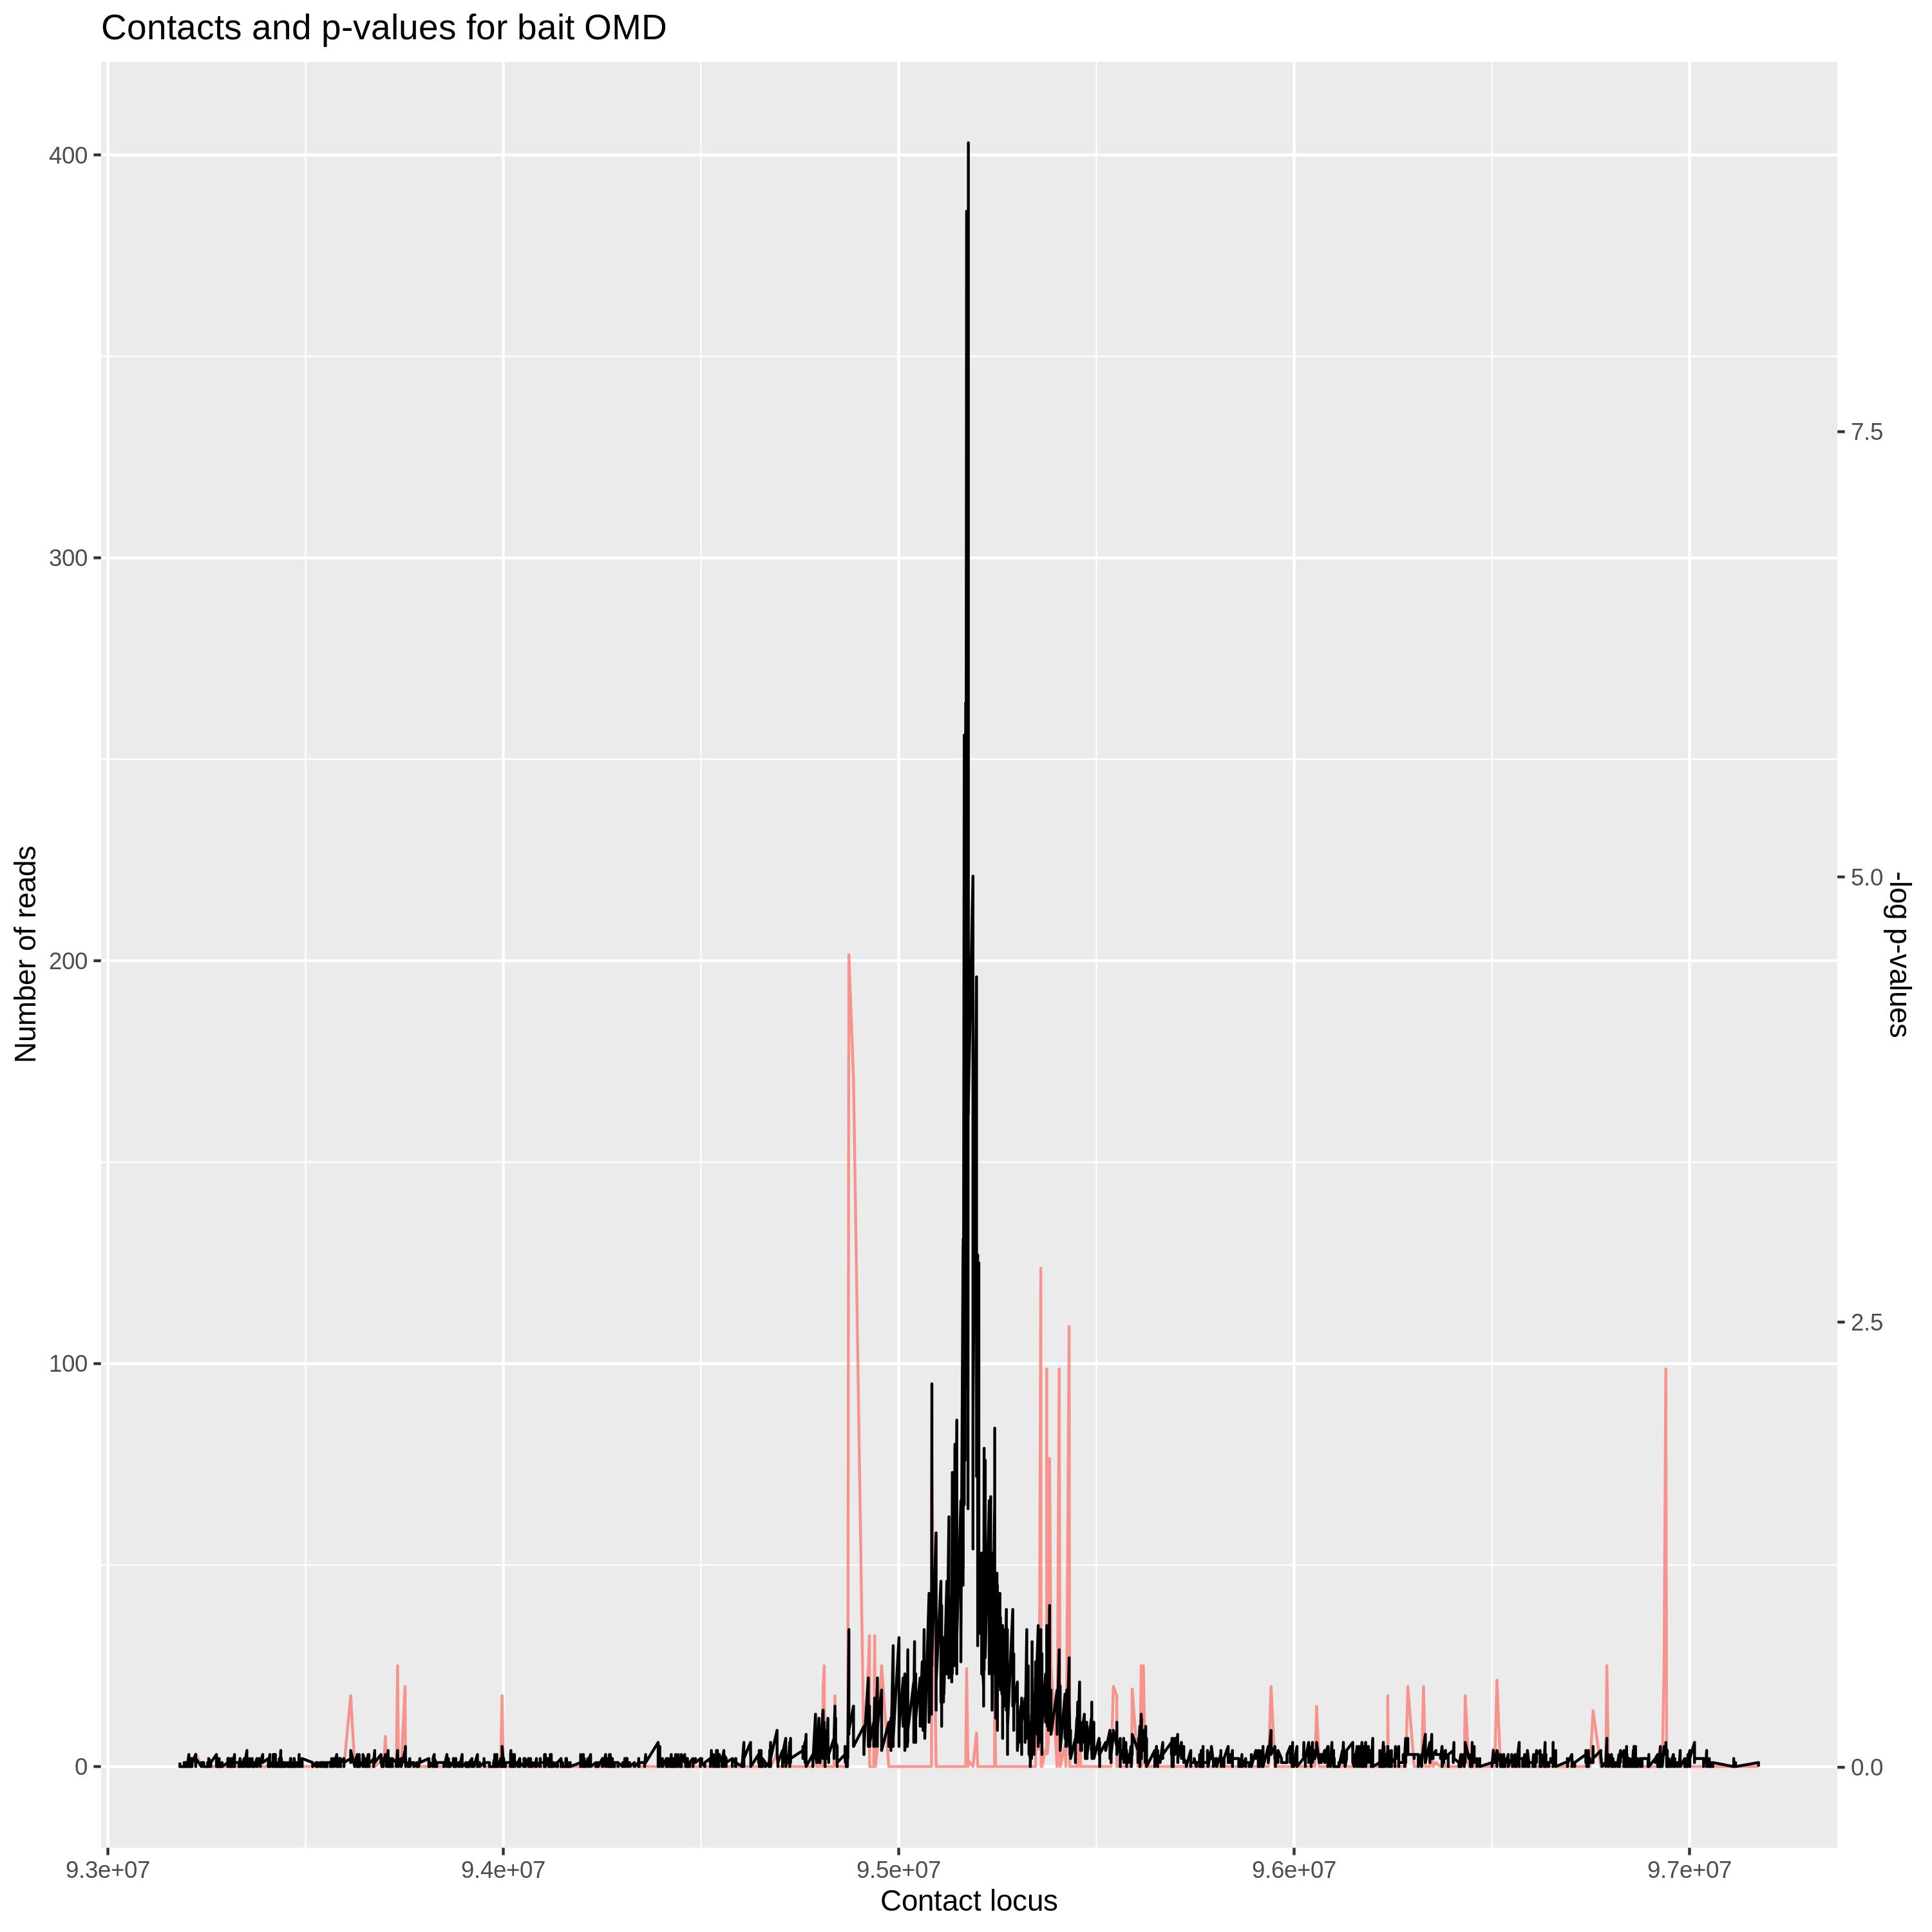 Contacts and p-values for bait OMD
400
300
200
100
0
Number of reads
7.5
5.0
2.5
0.0
-log p-values
9.3e+07
9.4e+07
9.5e+07
9.6e+07
9.7e+07
Contact locus